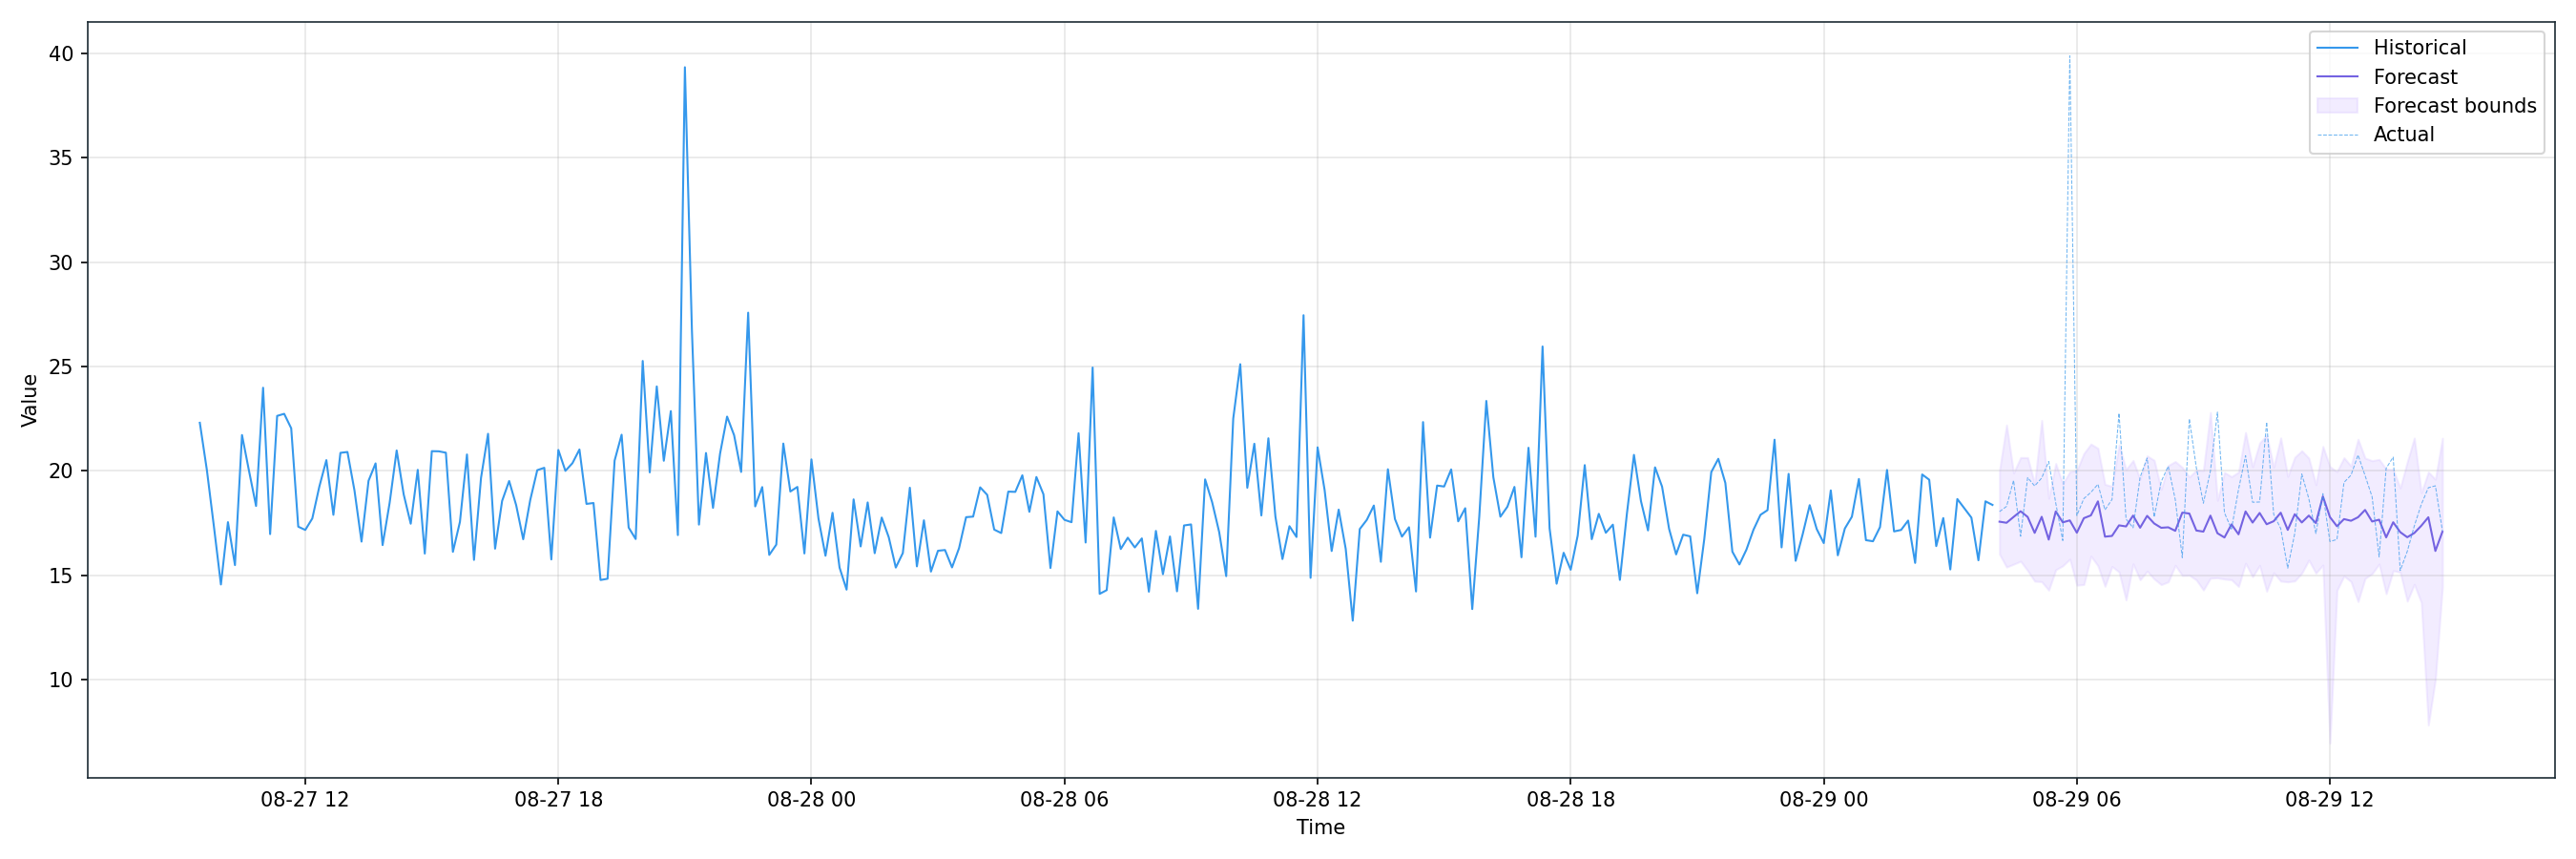 40
35
30
25
20
15
10
Value
08-27 12
08-27 18
08-28 00
08-28 06
08-28 12
08-28 18
08-29 00
08-29 06
08-29 12
Time
Historical
Forecast
Forecast bounds
Actual